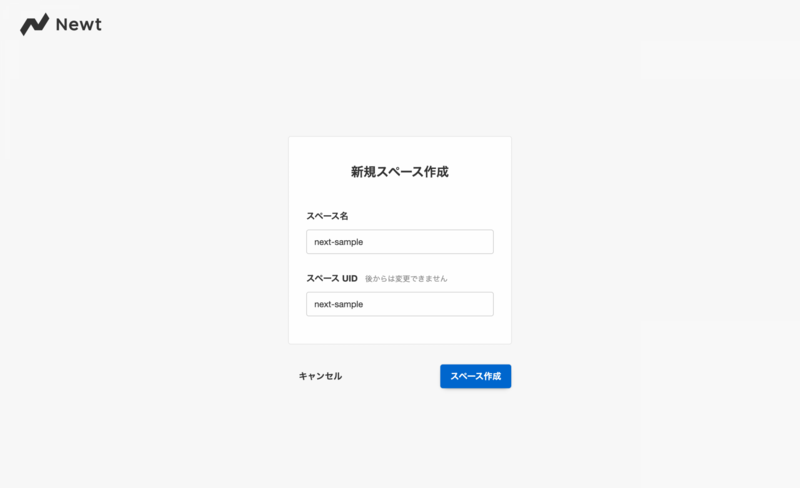 Newt
新規スペース作成
スペース名
next-sample
スペース UID 後からは変更できません
next-sample
キャンセル スペース作成